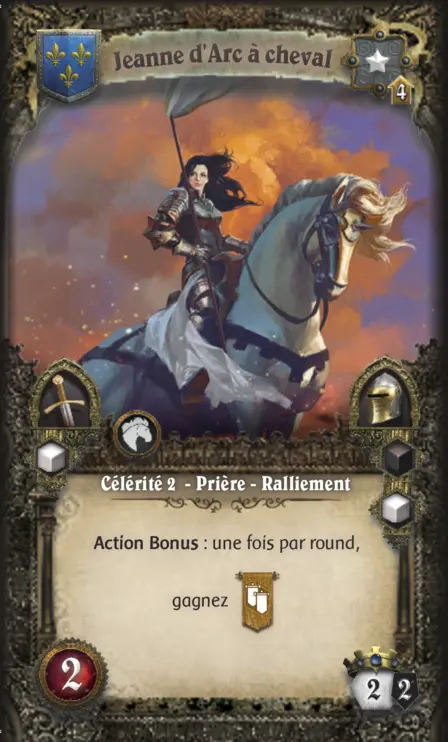 Jeanne d'Arc à cheval
4
Célérité 2 - Prière - Ralliement
Action Bonus : une fois par round,
gagnez
2
2 2